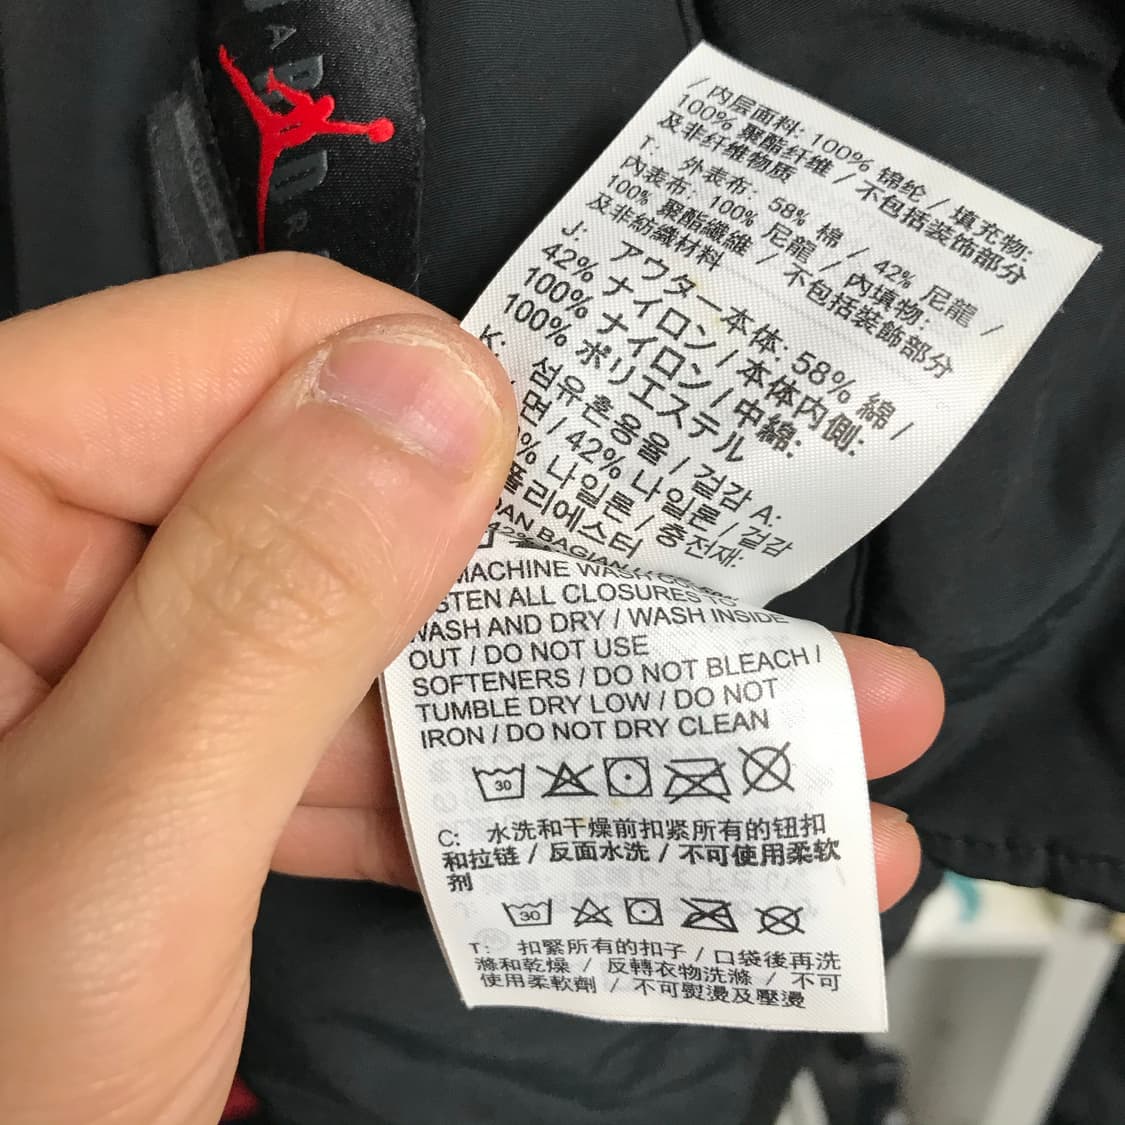 / 内层面料: 100% 锦纶 / 填充物:
100% 聚酯纤维 / 不包括装饰部分
及非纤维物质
T: 外表布: 58% 棉 / 42% 尼龍 /
內表布: 100% 尼龍 / 內填物:
100% 聚酯纖維 / 不包括裝飾部分
及非紡織材料
J: アウター本体: 58% 綿 /
42% ナイロン / 本体内側:
100% ナイロン / 中綿:
100% ポリエステル
K: 섬유혼용율 / 겉감 A:
면 / 42% 나일론 / 겉감
% 나일론 / 충전재:
폴리에스터
BAGIAN
42%
MACHINE WASH COLD
ALL CLOSURES TO
WASH AND DRY / WASH INSIDE
OUT / DO NOT USE
SOFTENERS / DO NOT BLEACH /
TUMBLE DRY LOW / DO NOT
IRON / DO NOT DRY CLEAN
30
C: 水洗和干燥前扣紧所有的钮扣
和拉链 / 反面水洗 / 不可使用柔软
剂
30
T: 扣緊所有的扣子 / 口袋後再洗
滌和乾燥 / 反轉衣物洗滌 / 不可
使用柔軟劑 / 不可熨燙及壓燙